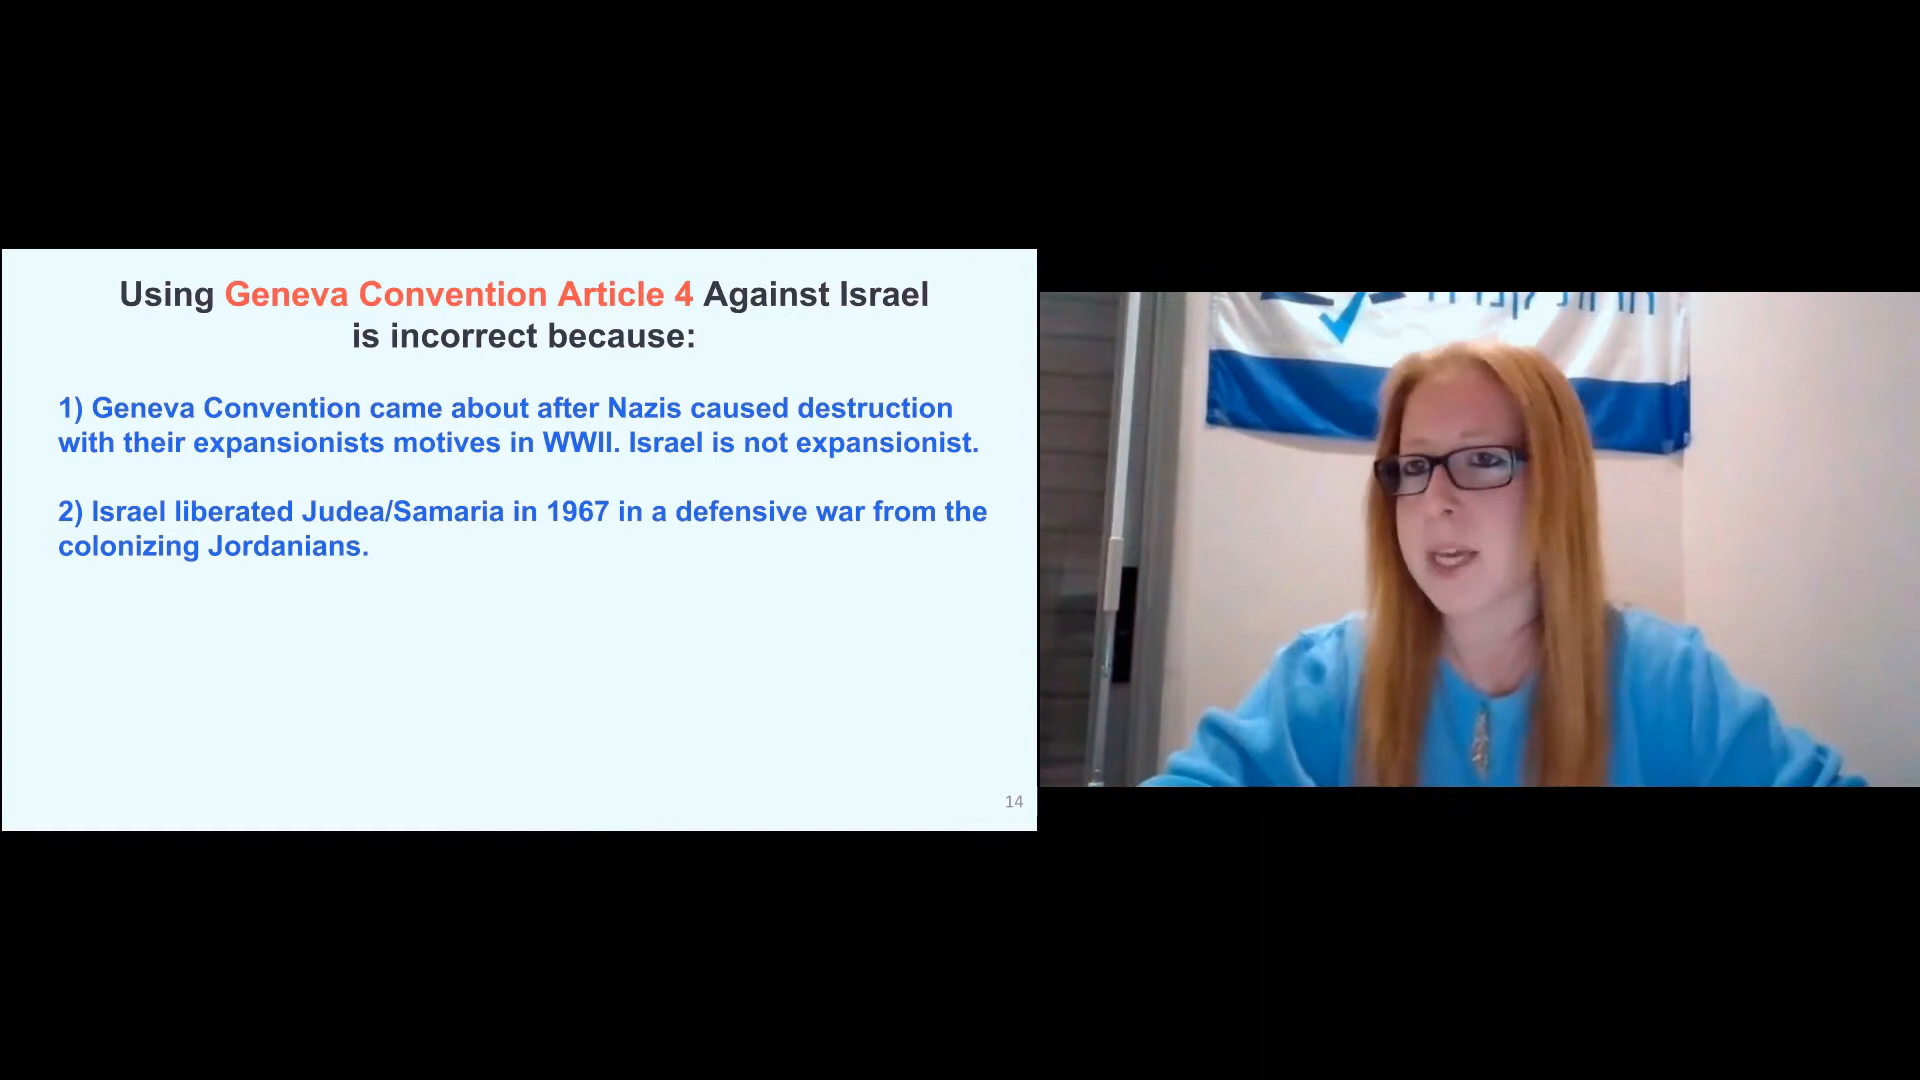 Using Geneva Convention Article 4 Against Israel
is incorrect because:
1) Geneva Convention came about after Nazis caused destruction
with their expansionists motives in WWII. Israel is not expansionist.
2) Israel liberated Judea/Samaria in 1967 in a defensive war from the
colonizing Jordanians.
14